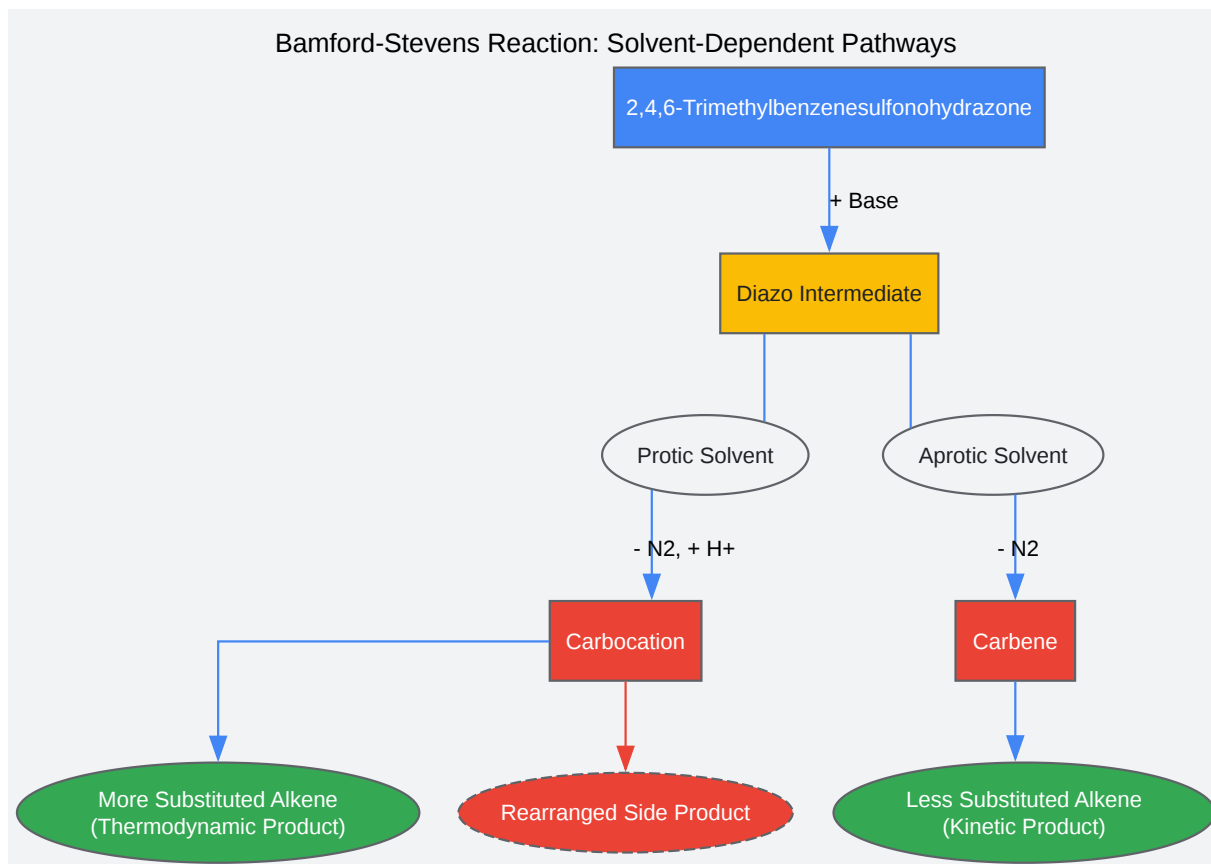 Bamford-Stevens Reaction: Solvent-Dependent Pathways
2,4,6-Trimethylbenzenesulfonohydrazone
+ Base
Diazo Intermediate
Protic Solvent
Aprotic Solvent
- N2, + H+
- N2
Carbocation
Carbene
More Substituted Alkene
(Thermodynamic Product)
Rearranged Side Product
Less Substituted Alkene
(Kinetic Product)